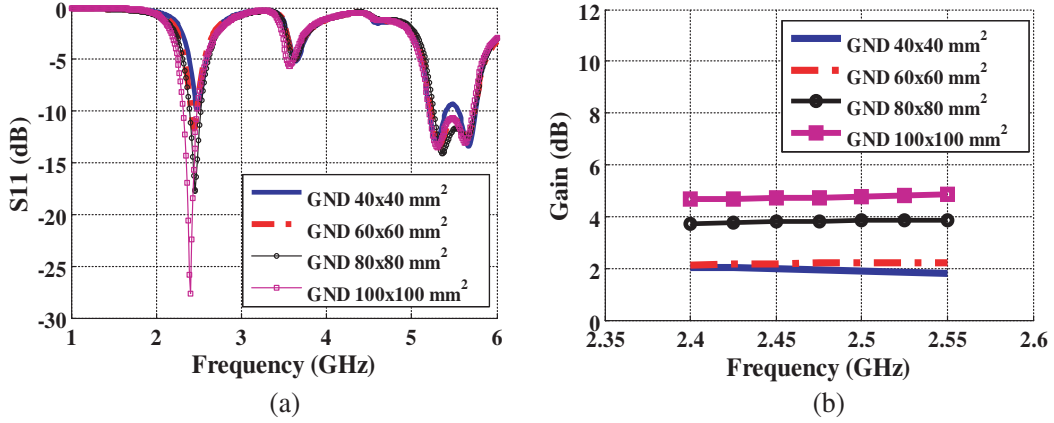 0
-5
-10
-15
-20
-25
-30
S11 (dB)
GND 40x40 mm²
GND 60x60 mm²
GND 80x80 mm²
GND 100x100 mm²
1 2 3 4 5 6
Frequency (GHz)
(a)
12
10
8
6
4
2
0
Gain (dB)
GND 40x40 mm²
GND 60x60 mm²
GND 80x80 mm²
GND 100x100 mm²
2.35 2.4 2.45 2.5 2.55 2.6
Frequency (GHz)
(b)